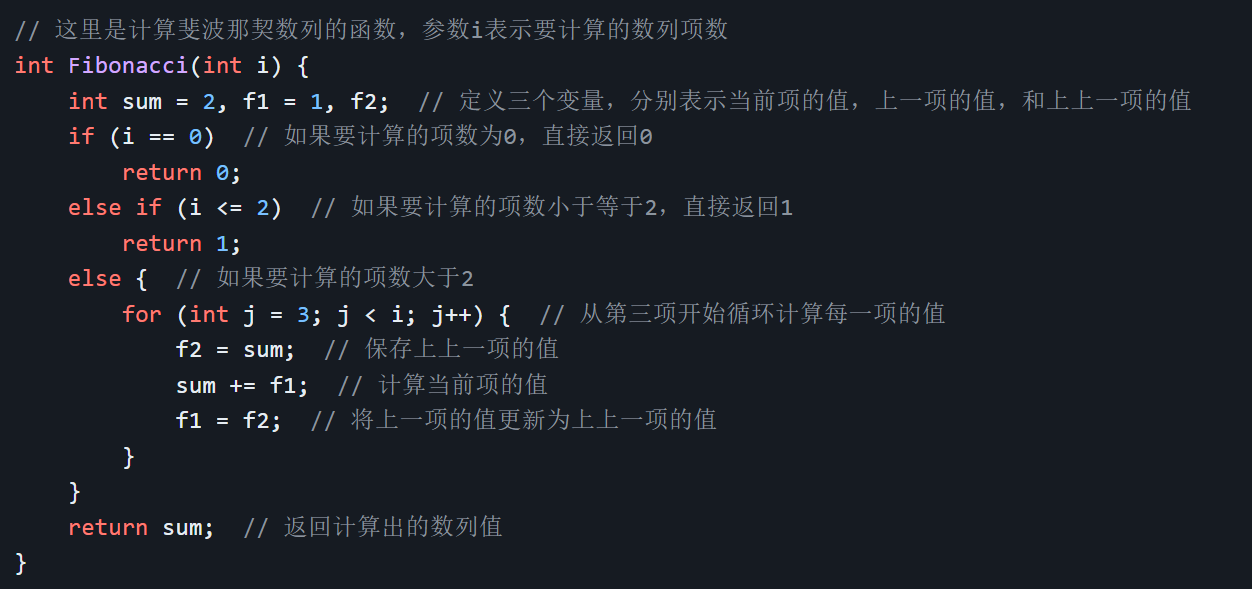 // 这里是计算斐波那契数列的函数，参数i表示要计算的数列项数
int Fibonacci(int i) {
    int sum = 2, f1 = 1, f2;  // 定义三个变量，分别表示当前项的值，上一项的值，和上上一项的值
    if (i == 0)  // 如果要计算的项数为0，直接返回0
        return 0;
    else if (i <= 2)  // 如果要计算的项数小于等于2，直接返回1
        return 1;
    else {  // 如果要计算的项数大于2
        for (int j = 3; j < i; j++) {  // 从第三项开始循环计算每一项的值
            f2 = sum;  // 保存上上一项的值
            sum += f1;  // 计算当前项的值
            f1 = f2;  // 将上一项的值更新为上上一项的值
        }
    }
    return sum;  // 返回计算出的数列值
}